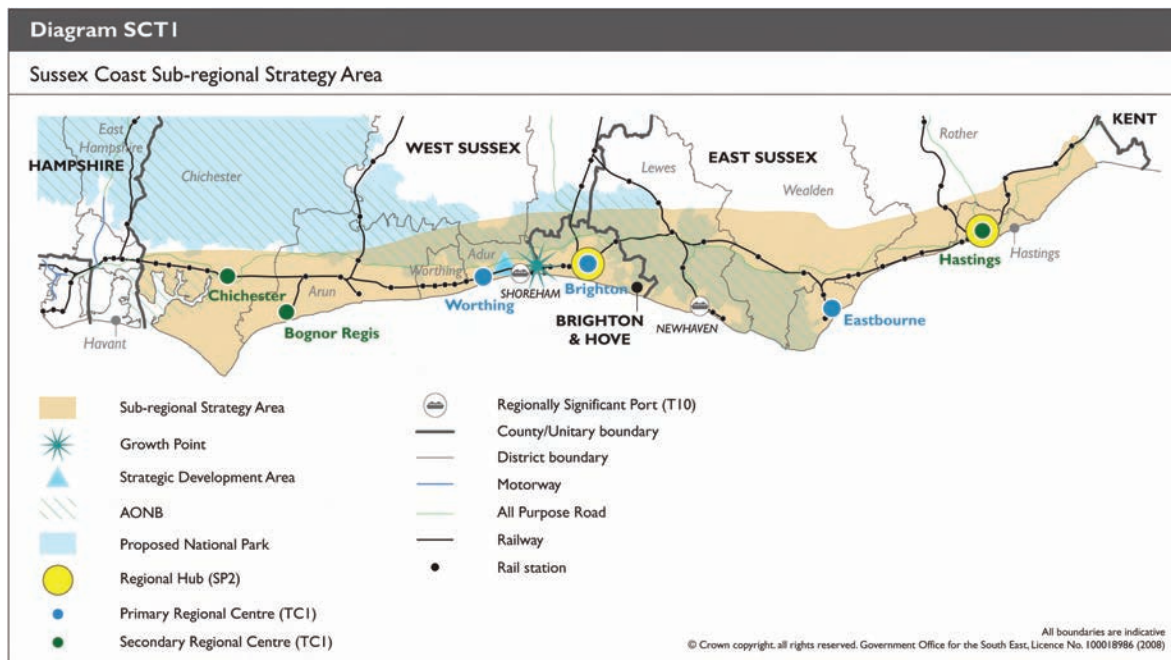 Diagram SCT1
Sussex Coast Sub-regional Strategy Area
East
Hampshire
HAMPSHIRE
Chichester
WEST SUSSEX
Lewes
EAST SUSSEX
Wealden
Rother
KENT
Chichester
Arun
Bognor Regis
Worthing
Adur
Worthing
SHOREHAM
Brighton
BRIGHTON
& HOVE
NEWHAVEN
Eastbourne
Hastings
Hastings
Havant
Sub-regional Strategy Area
Growth Point
Strategic Development Area
AONB
Proposed National Park
Regional Hub (SP2)
Primary Regional Centre (TC1)
Secondary Regional Centre (TC1)
Regionally Significant Port (T10)
County/Unitary boundary
District boundary
Motorway
All Purpose Road
Railway
Rail station
All boundaries are indicative
© Crown copyright. all rights reserved. Government Office for the South East, Licence No. 100018986 (2008)